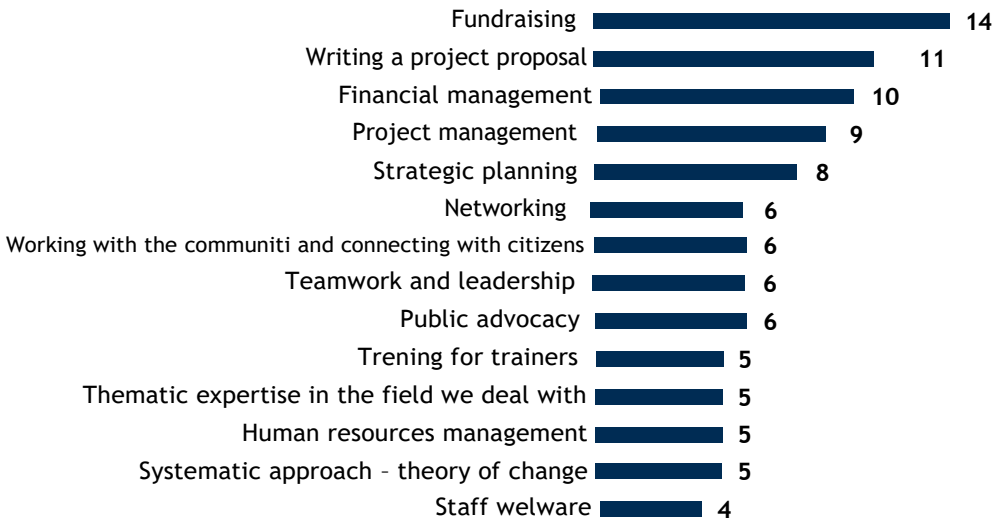 Fundraising 14
Writing a project proposal 11
Financial management 10
Project management 9
Strategic planning 8
Networking 6
Working with the communiti and connecting with citizens 6
Teamwork and leadership 6
Public advocacy 6
Trening for trainers 5
Thematic expertise in the field we deal with 5
Human resources management 5
Systematic approach – theory of change 5
Staff welware 4